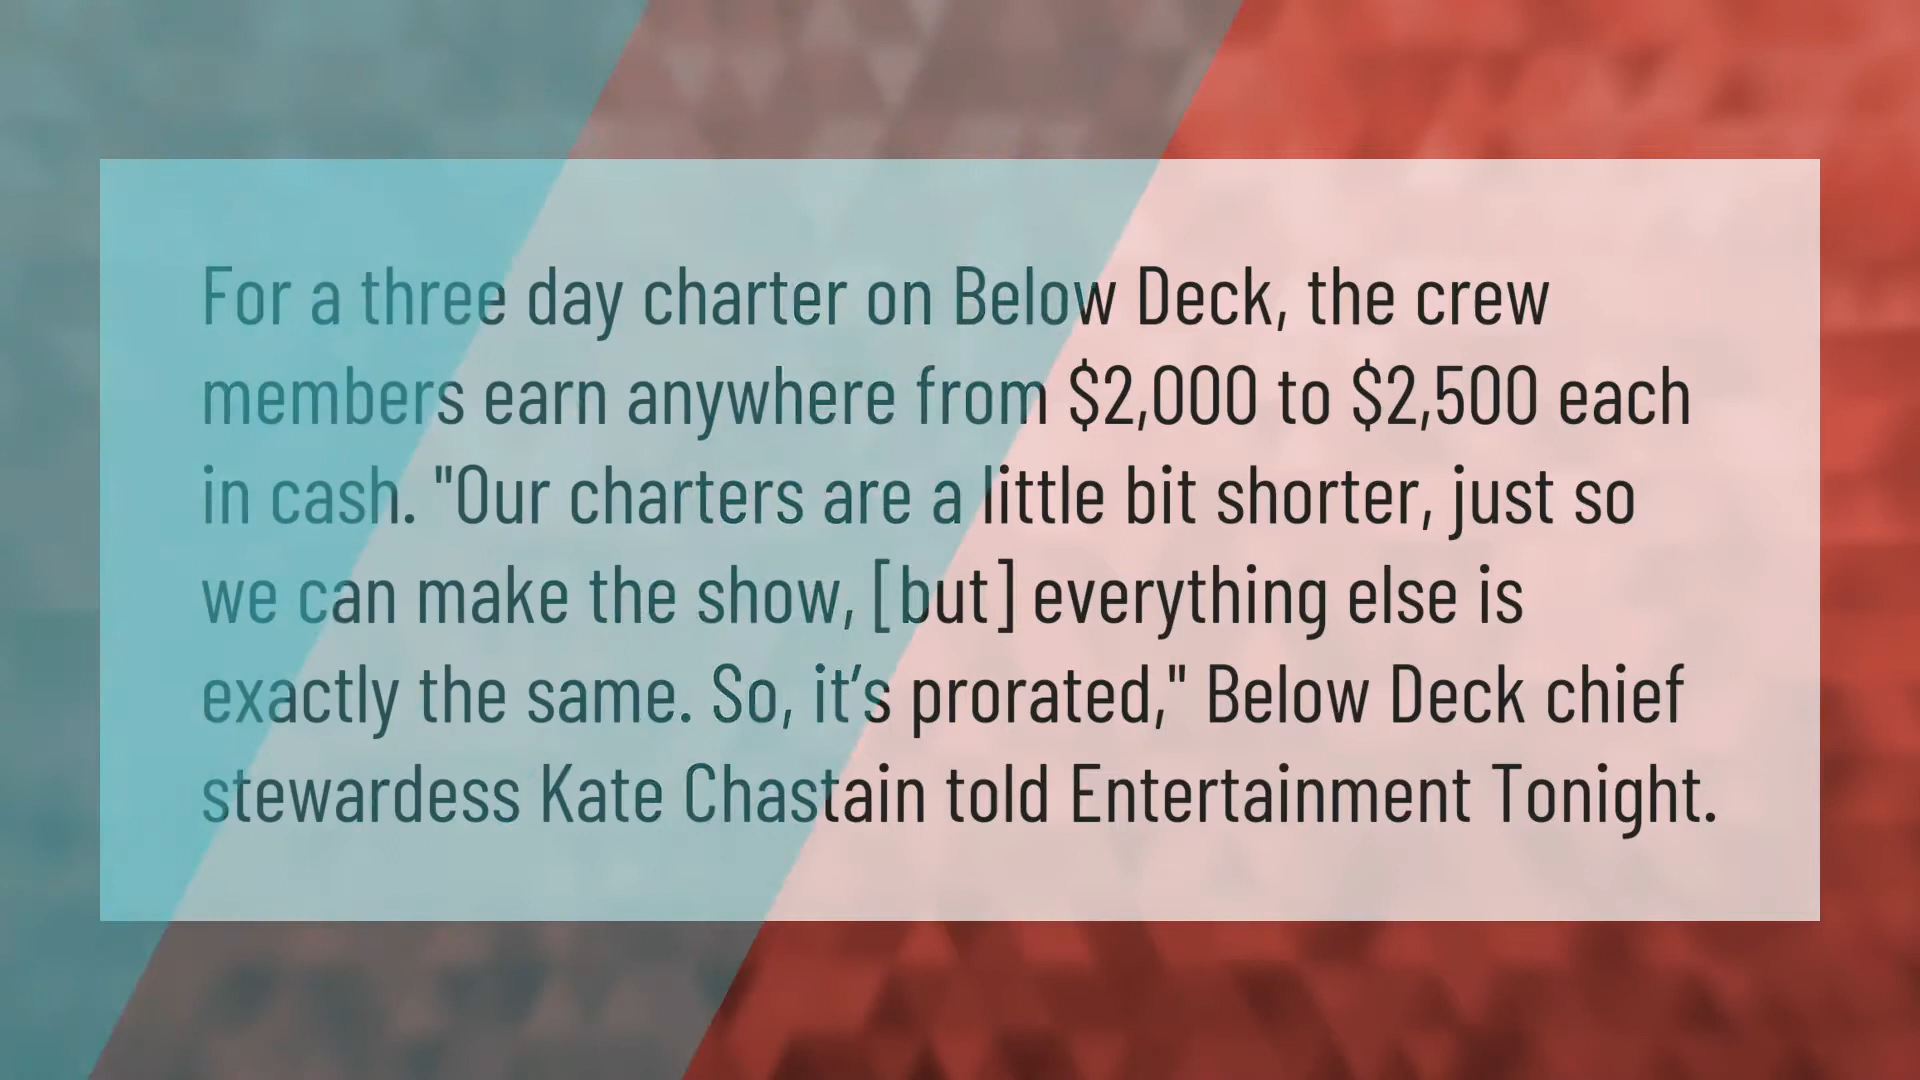 For a three day charter on Below Deck, the crew
members earn anywhere from $2,000 to $2,500 each
in cash. "Our charters are a little bit shorter, just so
we can make the show, [but] everything else is
exactly the same. So, it’s prorated," Below Deck chief
stewardess Kate Chastain told Entertainment Tonight.